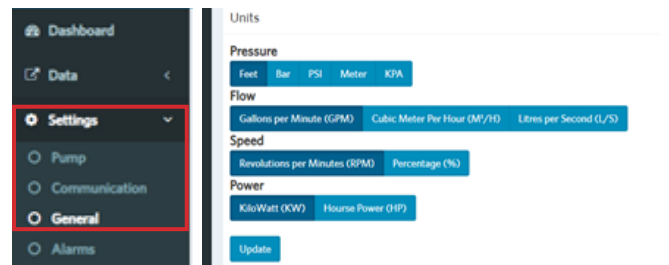 Dashboard
Data
Settings
Pump
Communication
General
Alarms
Units
Pressure
Feet Bar PSI Meter KPA
Flow
Gallons per Minute (GPM) Cubic Meter Per Hour (M³/H) Litres per Second (L/S)
Speed
Revolutions per Minutes (RPM) Percentage (%)
Power
KiloWatt (KW) Hourse Power (HP)
Update